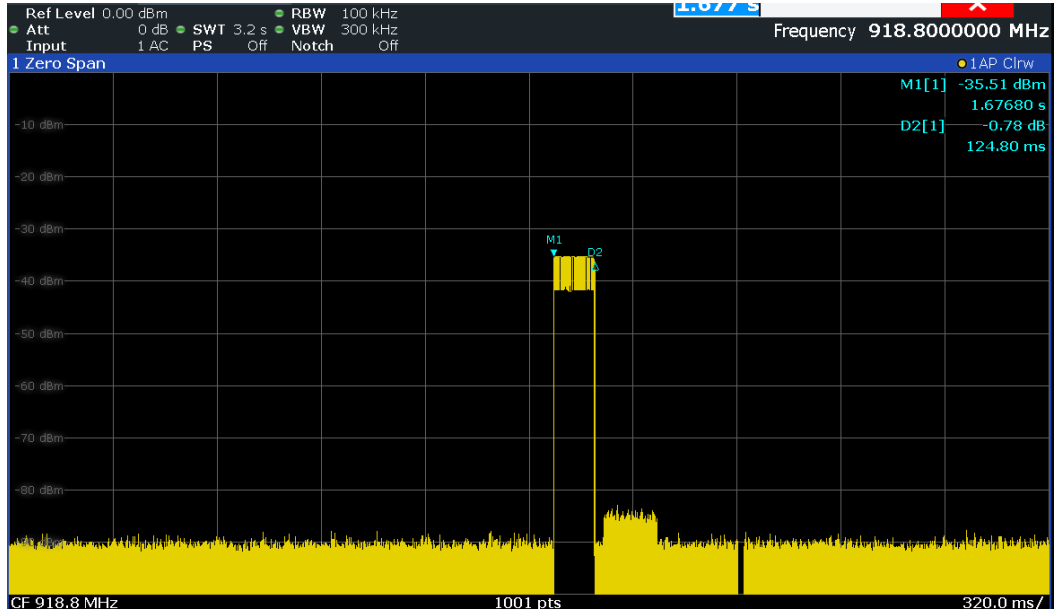 Ref Level 0.00 dBm RBW 100 kHz
1.677 s
Att 0 dB SWT 3.2 s VBW 300 kHz
Frequency 918.8000000 MHz
Input 1 AC PS Off Notch Off
1 Zero Span 1AP Clrw
M1[1] -35.51 dBm
1.67680 s
-10 dBm
D2[1] -0.78 dB
124.80 ms
-20 dBm
-30 dBm
M1
D2
-40 dBm
-50 dBm
-60 dBm
-70 dBm
-80 dBm
CF 918.8 MHz 1001 pts 320.0 ms/